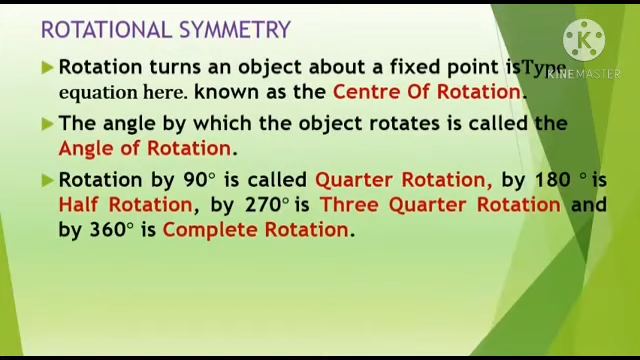 ROTATIONAL SYMMETRY
Rotation turns an object about a fixed point isType
equation here. known as the Centre Of Rotation.
The angle by which the object rotates is called the
Angle of Rotation.
Rotation by 90° is called Quarter Rotation, by 180 ° is
Half Rotation, by 270° is Three Quarter Rotation and
by 360° is Complete Rotation.
K
KINEMASTER